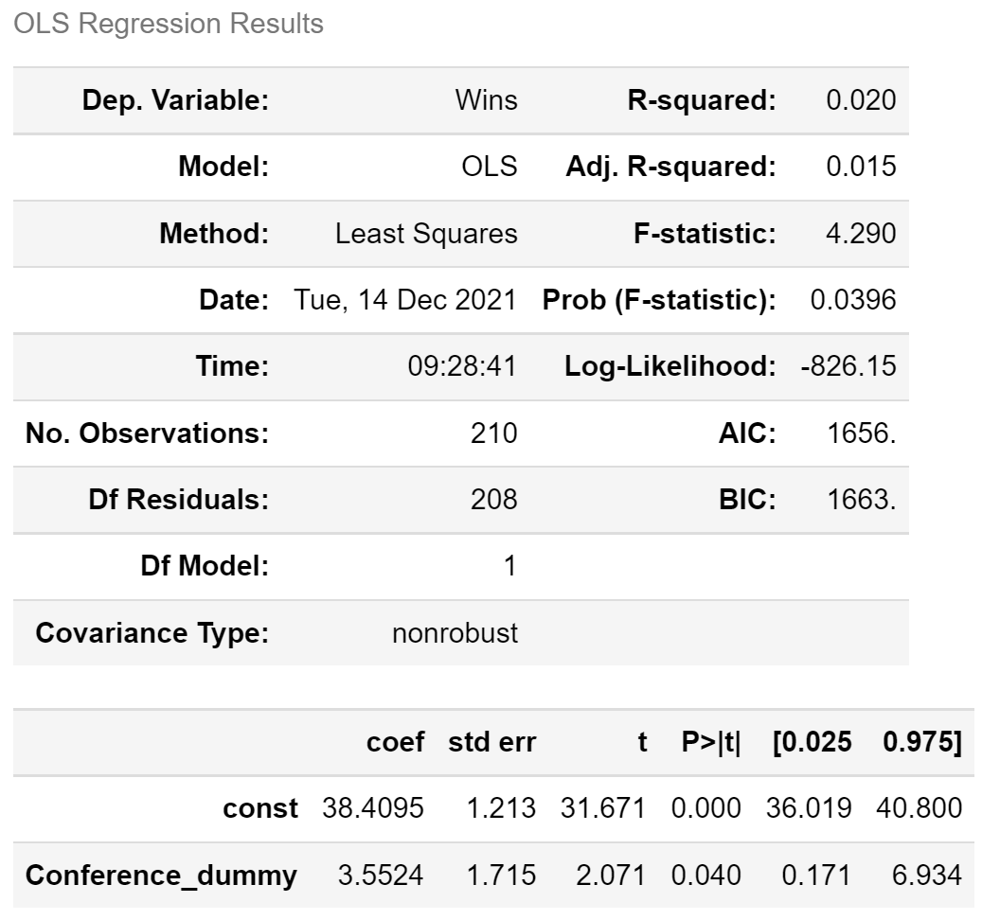 OLS Regression Results
Dep. Variable: Wins R-squared: 0.020
Model: OLS Adj. R-squared: 0.015
Method: Least Squares F-statistic: 4.290
Date: Tue, 14 Dec 2021 Prob (F-statistic): 0.0396
Time: 09:28:41 Log-Likelihood: -826.15
No. Observations: 210 AIC: 1656.
Df Residuals: 208 BIC: 1663.
Df Model: 1
Covariance Type: nonrobust
coef std err t P>|t| [0.025 0.975]
const 38.4095 1.213 31.671 0.000 36.019 40.800
Conference_dummy 3.5524 1.715 2.071 0.040 0.171 6.934